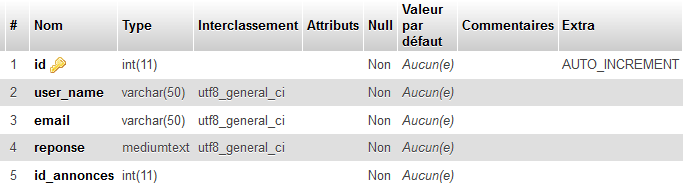 # Nom Type Interclassement Attributs Null Valeur par défaut Commentaires Extra
1 id int(11) Non Aucun(e) AUTO_INCREMENT
2 user_name varchar(50) utf8_general_ci Non Aucun(e)
3 email varchar(50) utf8_general_ci Non Aucun(e)
4 reponse mediumtext utf8_general_ci Non Aucun(e)
5 id_annonces int(11) Non Aucun(e)